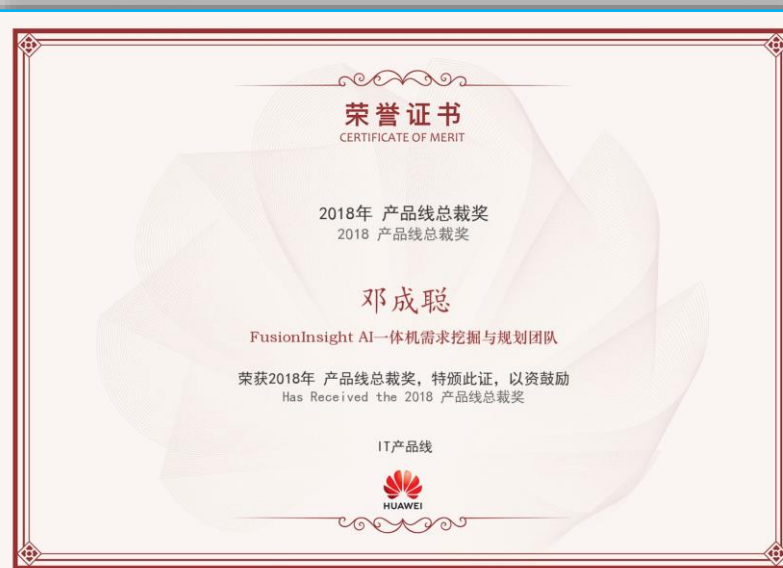 荣誉证书
CERTIFICATE OF MERIT
2018年 产品线总裁奖
2018 产品线总裁奖
邓成聪
FusionInsight AI一体机需求挖掘与规划团队
荣获2018年 产品线总裁奖, 特颁此证, 以资鼓励
Has Received the 2018 产品线总裁奖
IT产品线
HUAWEI